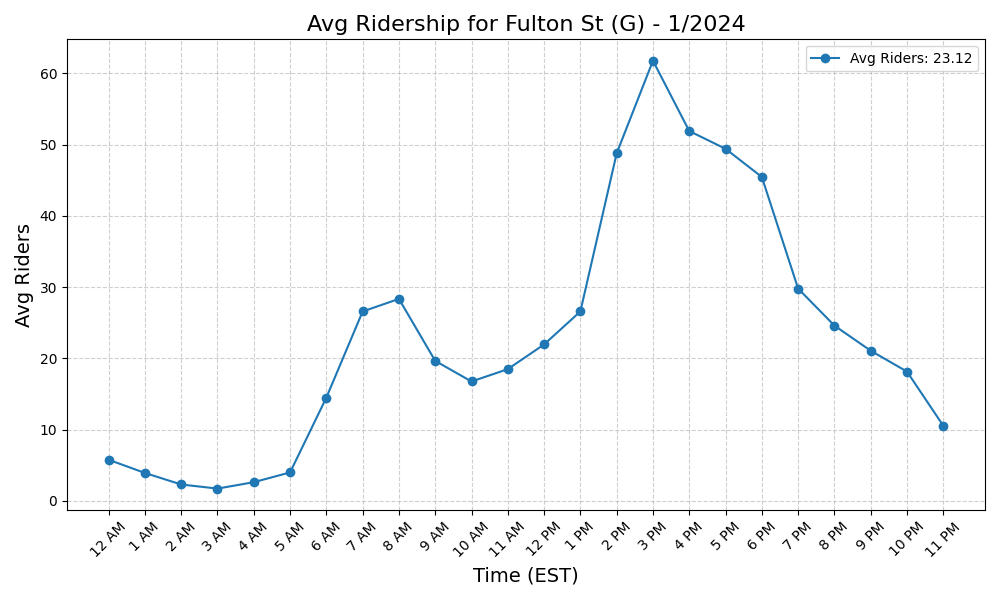 Avg Ridership for Fulton St (G) - 1/2024
Avg Riders: 23.12
60
50
40
30
20
10
0
Avg Riders
12 AM
1 AM
2 AM
3 AM
4 AM
5 AM
6 AM
7 AM
8 AM
9 AM
10 AM
11 AM
12 PM
1 PM
2 PM
3 PM
4 PM
5 PM
6 PM
7 PM
8 PM
9 PM
10 PM
11 PM
Time (EST)